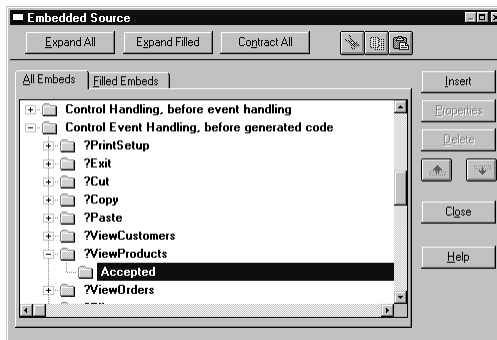 Embedded Source
Expand All Expand Filled Contract All
All Embeds Filled Embeds
Insert
Control Handling, before event handling
Properties
Control Event Handling, before generated code
?PrintSetup
Delete
?Exit
?Cut
?Copy
?Paste
Close
?ViewCustomers
?ViewProducts
Help
Accepted
?ViewOrders